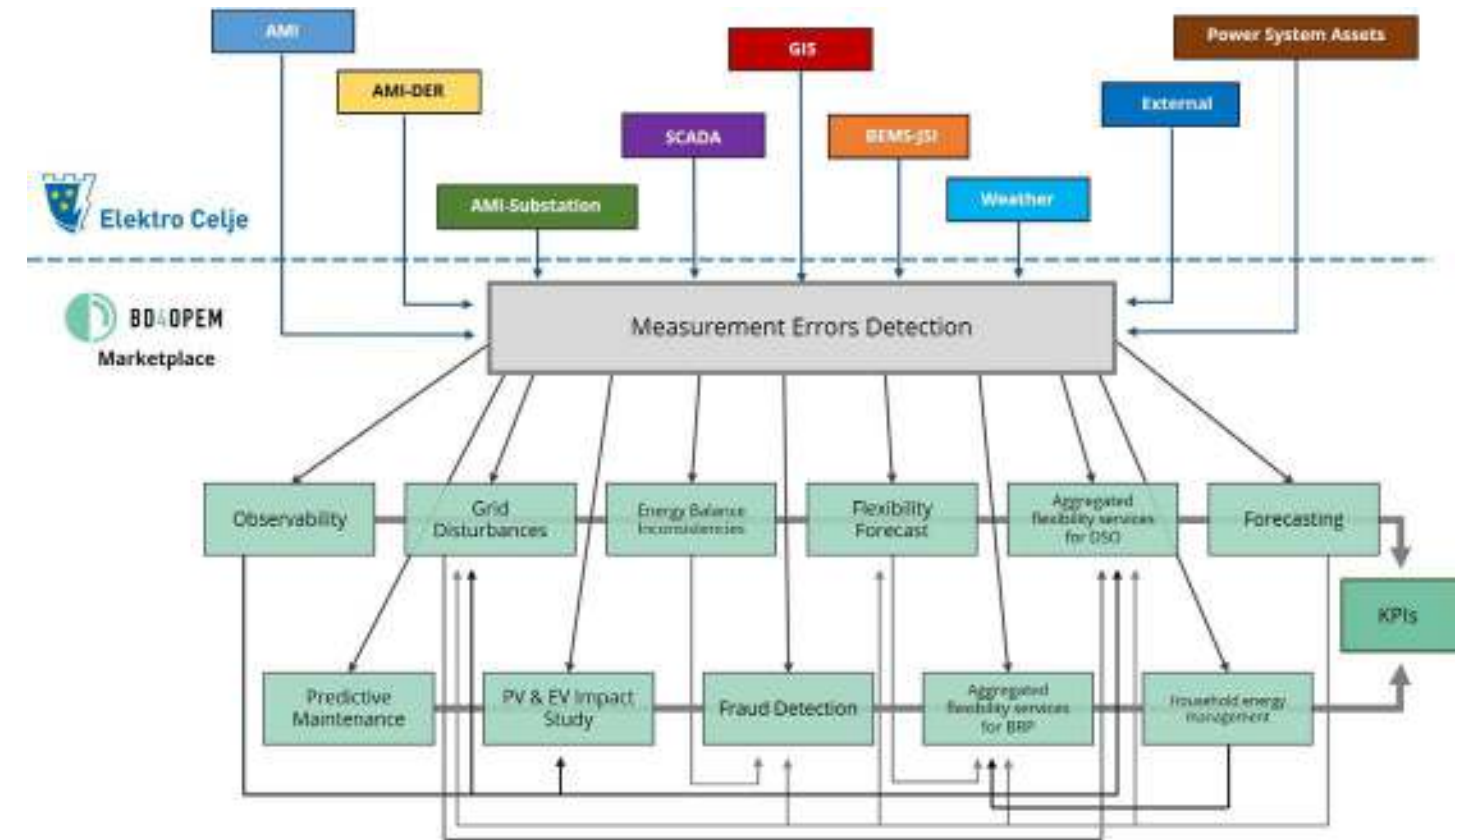 AMI
GIS
Power System Assets
AMI-DER
External
SCADA
BEMS-JSI
Weather
AMI-Substation
Elektro Celje
BD4OPEM
Marketplace
Measurement Errors Detection
Observability
Grid
Disturbances
Energy Balance
Inconsistencies
Flexibility
Forecast
Aggregated
flexibility services
for DSO
Forecasting
KPIs
Predictive
Maintenance
PV & EV Impact
Study
Fraud Detection
Aggregated
flexibility services
for BRP
Household energy
management